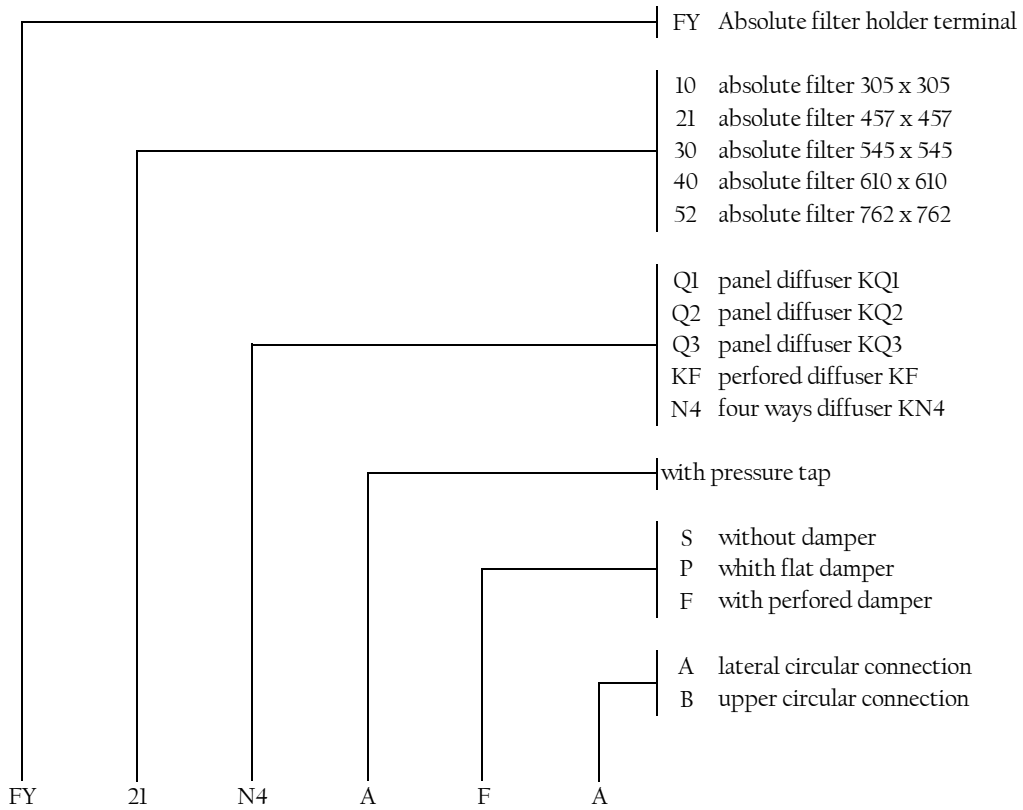 FY Absolute filter holder terminal
10 absolute filter 305 x 305
21 absolute filter 457 x 457
30 absolute filter 545 x 545
40 absolute filter 610 x 610
52 absolute filter 762 x 762
Q1 panel diffuser KQ1
Q2 panel diffuser KQ2
Q3 panel diffuser KQ3
KF perfored diffuser KF
N4 four ways diffuser KN4
with pressure tap
S without damper
P whith flat damper
F with perfored damper
A lateral circular connection
B upper circular connection
FY 21 N4 A F A